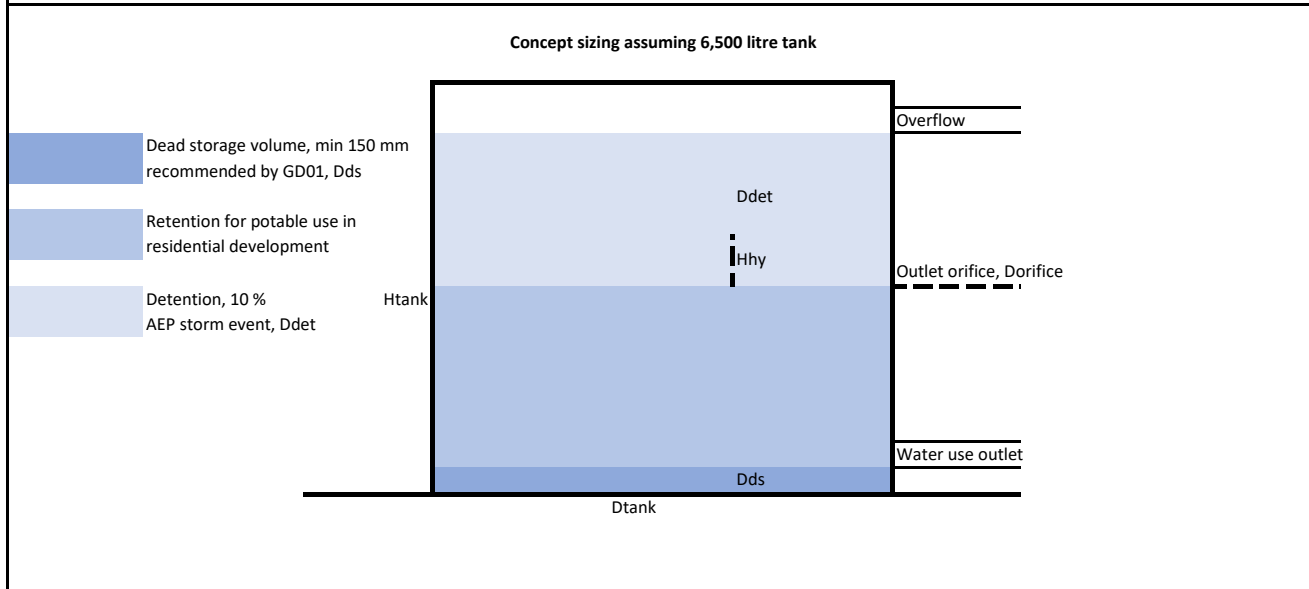 Concept sizing assuming 6,500 litre tank
Overflow
Dead storage volume, min 150 mm
recommended by GD01, Dds
Ddet
Retention for potable use in
residential development
Hhy
Outlet orifice, Dorifice
Detention, 10 %
AEP storm event, Ddet
Htank
Water use outlet
Dds
Dtank